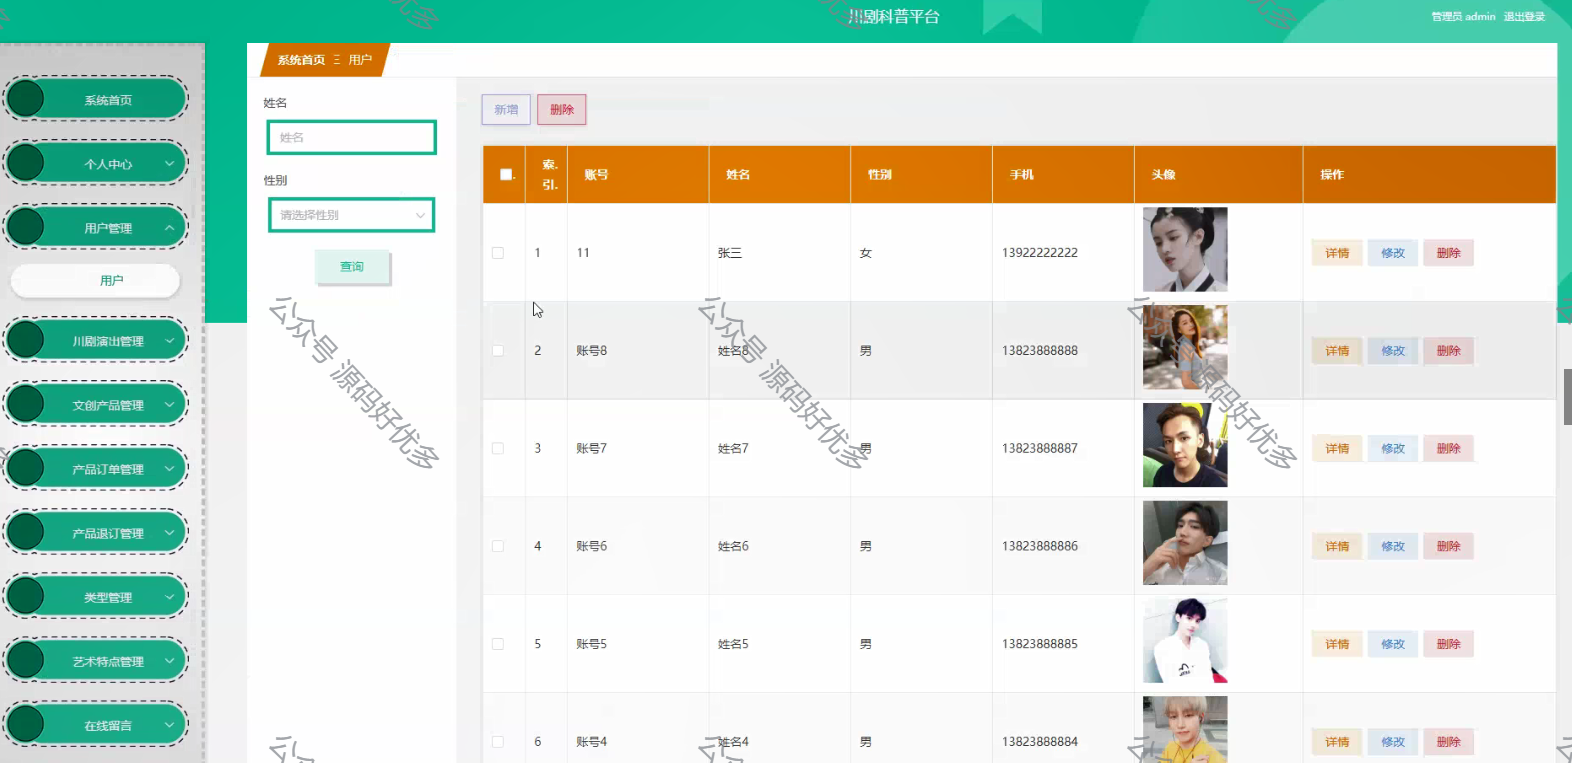 川剧科普平台
管理员 admin 退出登录
系统首页
个人中心
用户管理
用户
川剧演出管理
文创产品管理
产品订单管理
产品退订管理
类型管理
艺术特点管理
在线留言
系统首页 Ξ 用户
姓名
姓名
性别
请选择性别
查询
新增 删除
索. 引. 账号 姓名 性别 手机 头像 操作
1 11 张三 女 13922222222 详情 修改 删除
2 账号8 姓名8 男 13823888888 详情 修改 删除
3 账号7 姓名7 男 13823888887 详情 修改 删除
4 账号6 姓名6 男 13823888886 详情 修改 删除
5 账号5 姓名5 男 13823888885 详情 修改 删除
6 账号4 姓名4 男 13823888884 详情 修改 删除
公众号 源码好优多
公众号 源码好优多
公众号 源码好优多